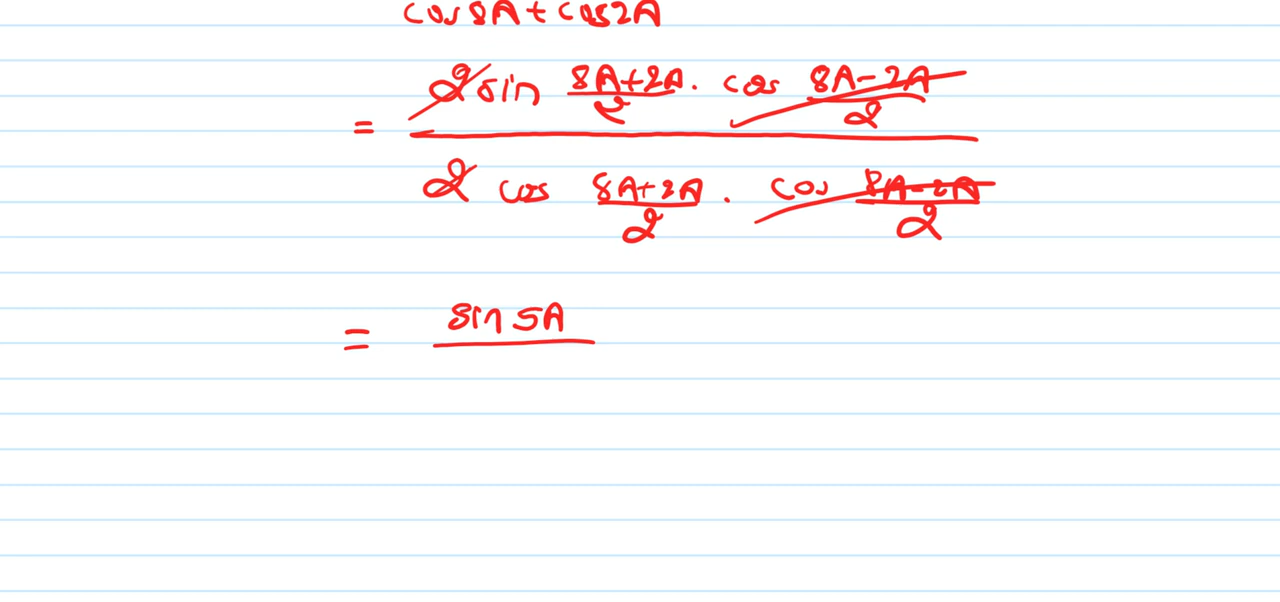 cos 8A + cos 2A
= 2 sin (8A+2A)/2 . cos (8A-2A)/2
2 cos (8A+2A)/2 . cos (8A-2A)/2
= sin 5A